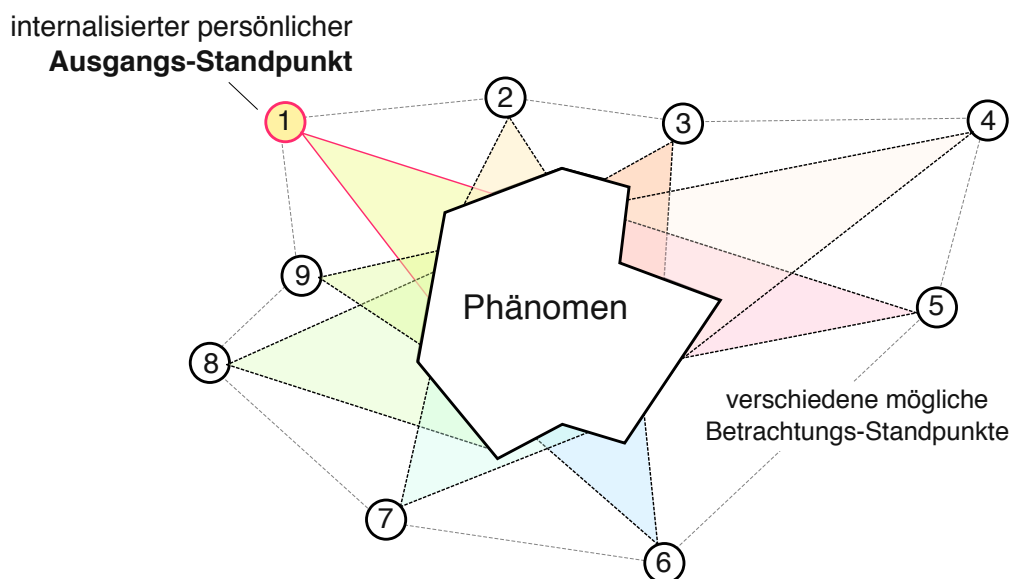 internalisierter persönlicher
Ausgangs-Standpunkt
1
2
3
4
9
Phänomen
5
8
verschiedene mögliche
Betrachtungs-Standpunkte
7
6